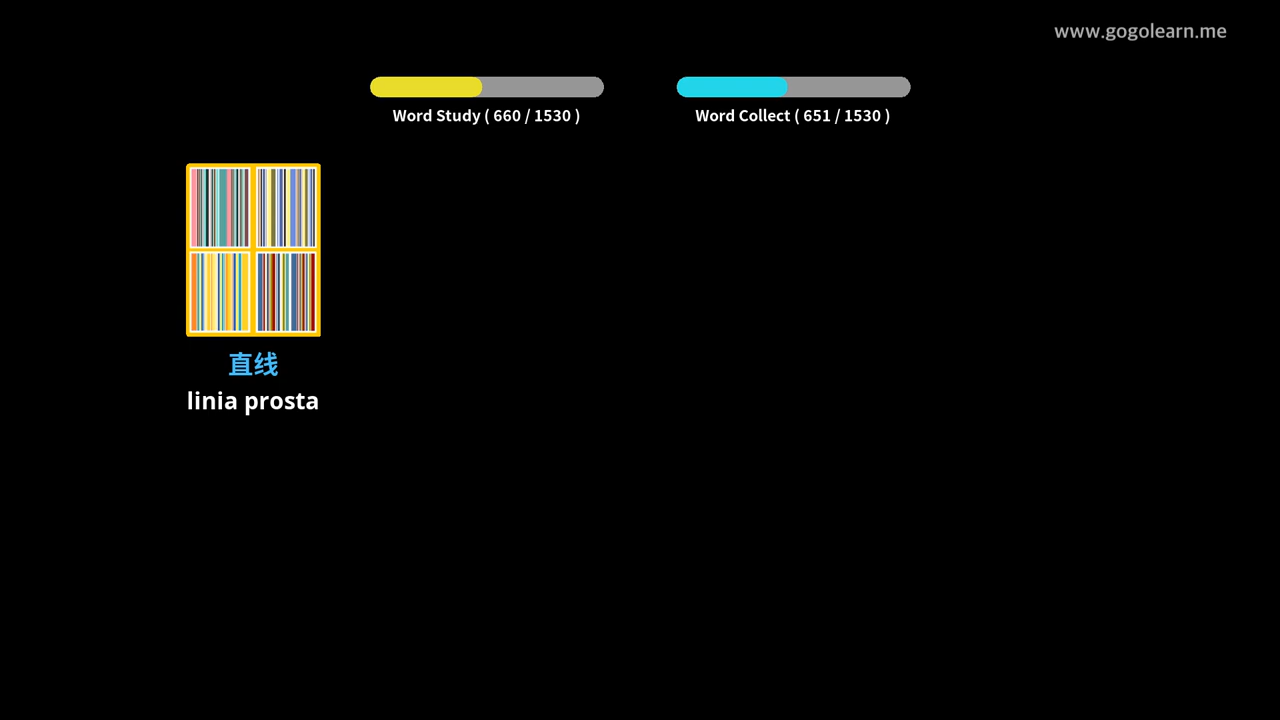 www.gogolearn.me
Word Study ( 660 / 1530 )
Word Collect ( 651 / 1530 )
直线
linia prosta